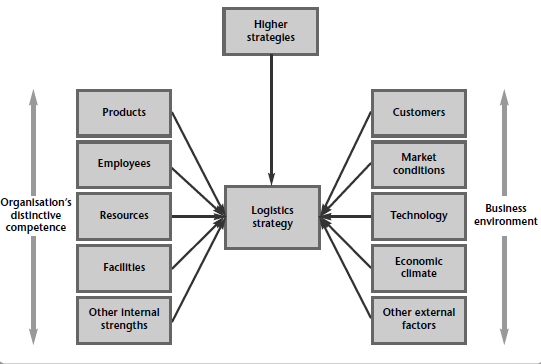 Higher
strategies
Products
Employees
Resources
Facilities
Other internal
strengths
Organisation's
distinctive
competence
Logistics
strategy
Customers
Market
conditions
Technology
Economic
climate
Other external
factors
Business
environment